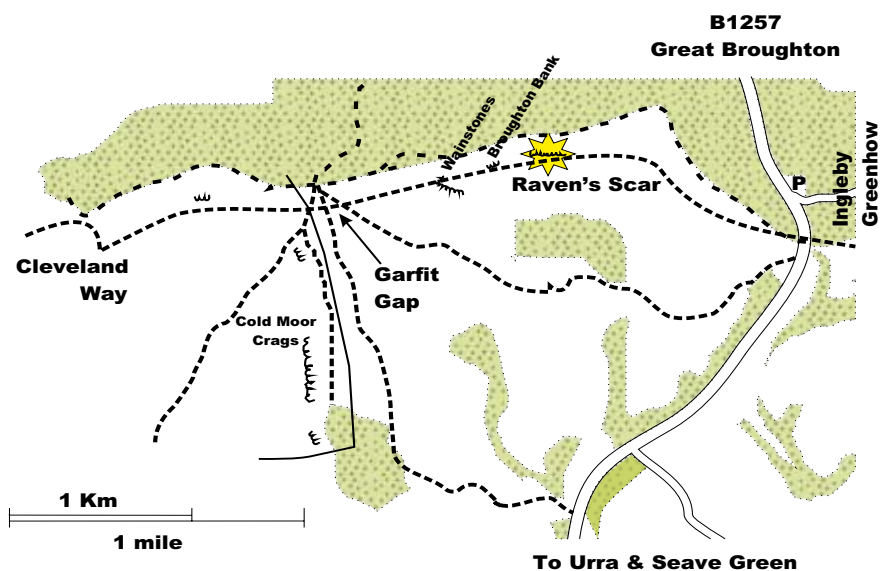 B1257
Great Broughton
Wainstones
Broughton Bank
Raven's Scar
P
Ingleby
Greenhow
Cleveland
Way
Garfit
Gap
Cold Moor
Crags
1 Km
1 mile
To Urra & Seave Green